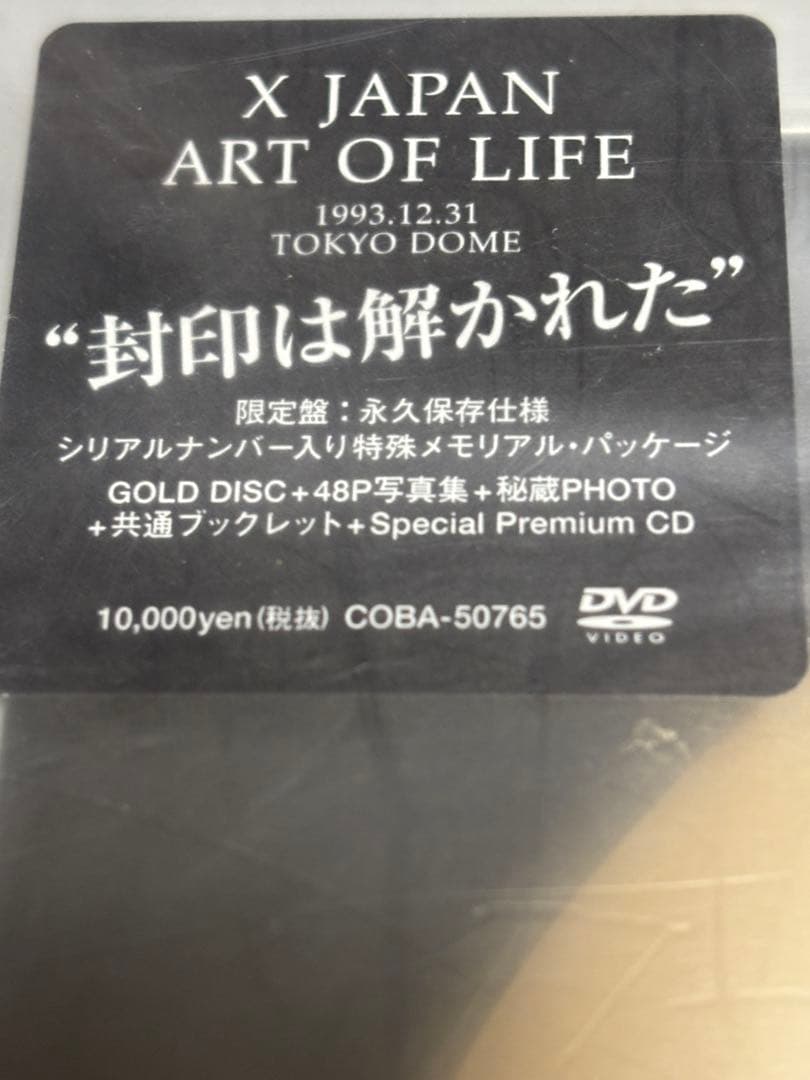 X JAPAN
ART OF LIFE
1993.12.31
TOKYO DOME
“封印は解かれた”
限定盤：永久保存仕様
シリアルナンバー入り特殊メモリアル・パッケージ
GOLD DISC+48P写真集+秘蔵PHOTO
+共通ブックレット+Special Premium CD
10,000yen(税抜) COBA-50765 DVD
VIDEO